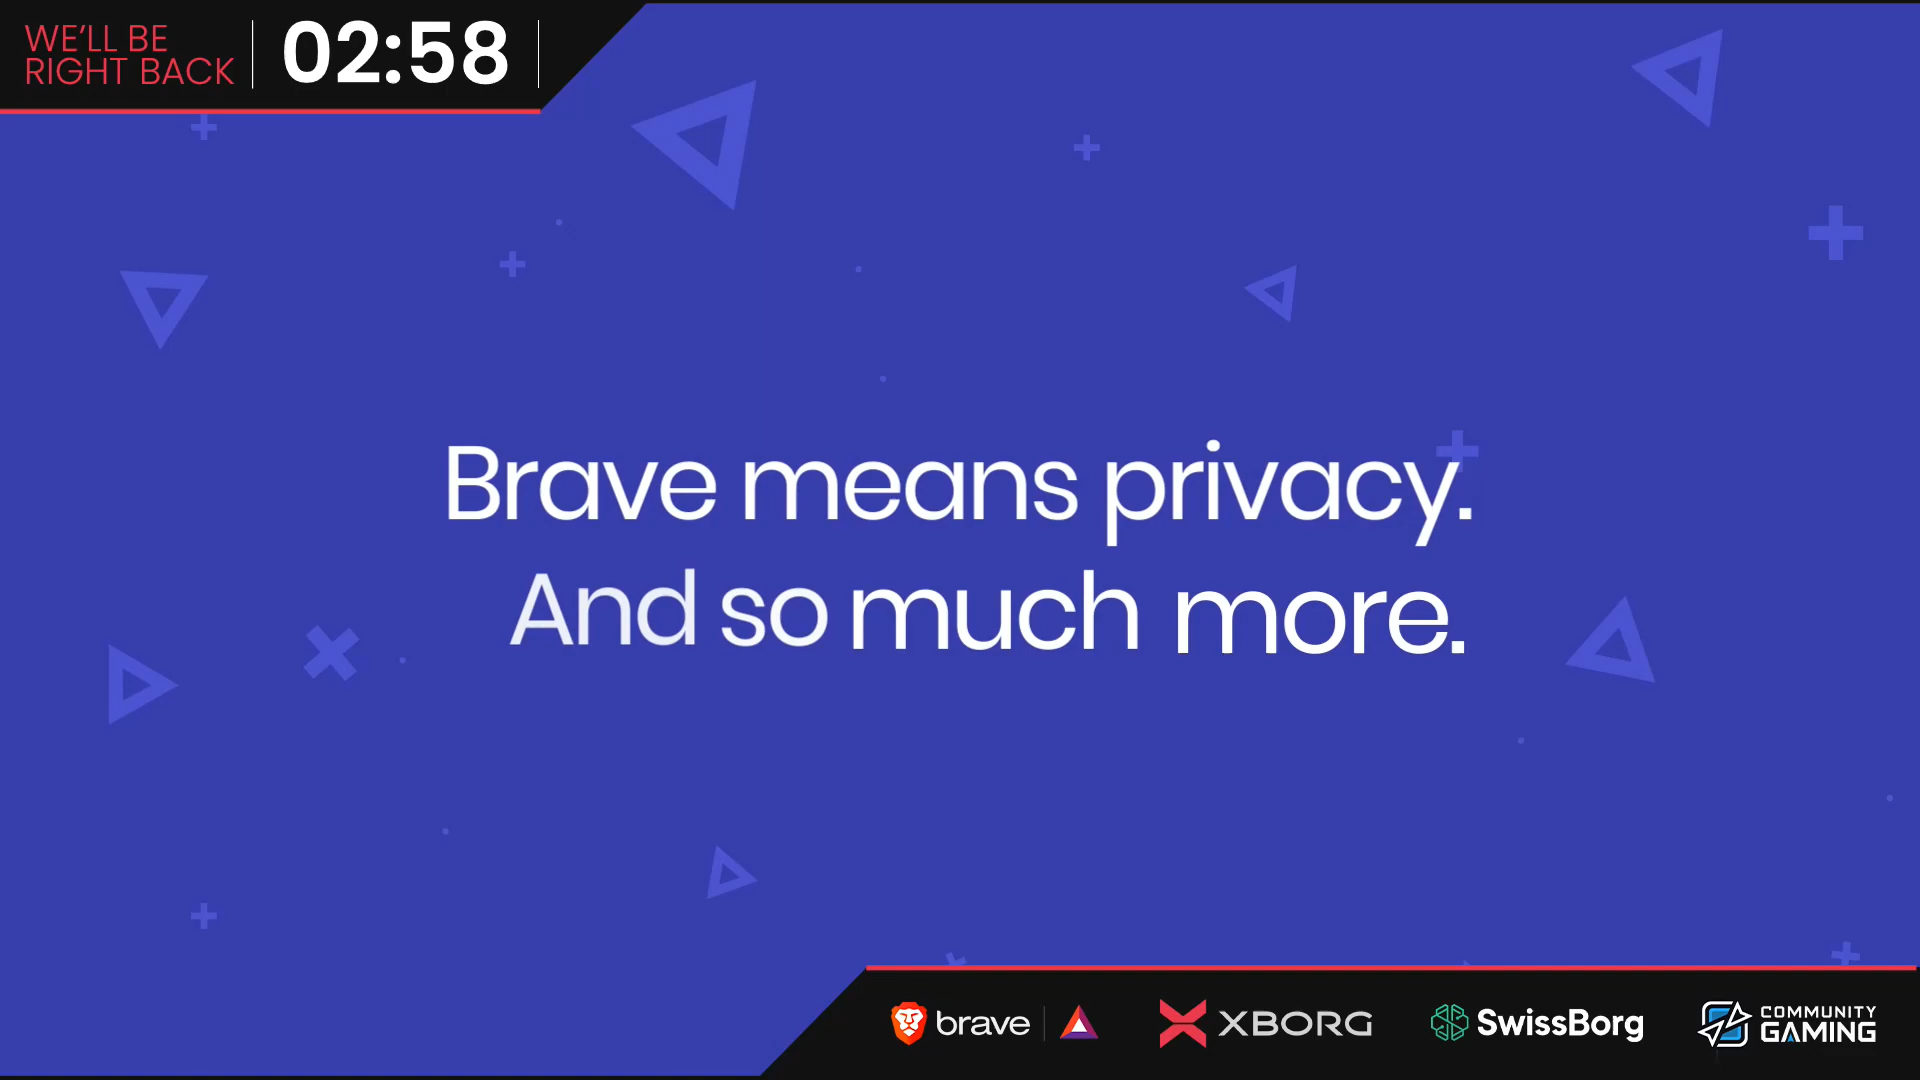 WE'LL BE
RIGHT BACK
02:58
Brave means privacy.
And so much more.
brave
XBORG
SwissBorg
COMMUNITY
GAMING